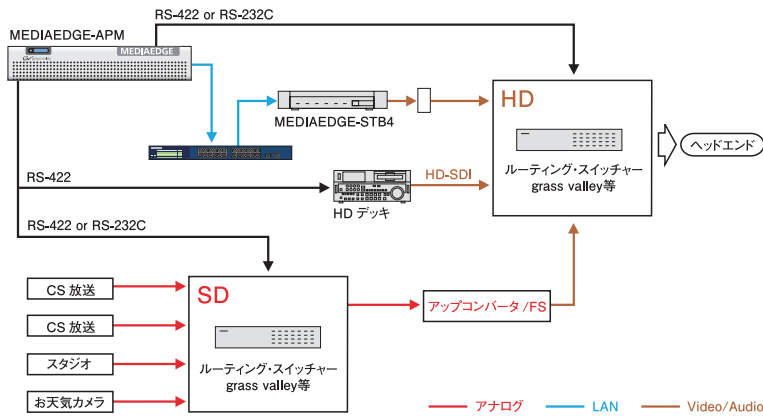 RS-422 or RS-232C
MEDIAEDGE-APM
MEDIAEDGE
MEDIAEDGE-STB4
HD
ルーティング・スイッチャー
grass valley等
ヘッドエンド
RS-422
HD-SDI
HD デッキ
RS-422 or RS-232C
CS 放送
CS 放送
スタジオ
お天気カメラ
SD
ルーティング・スイッチャー
grass valley等
アップコンバータ /FS
アナログ
LAN
Video/Audio